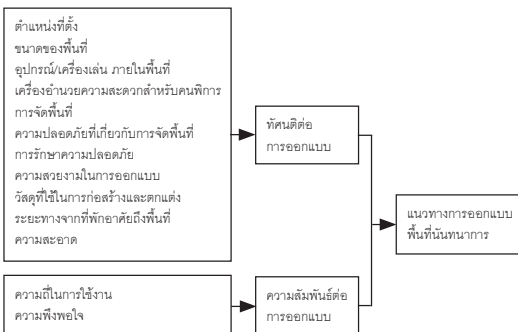 ตำแหน่งที่ตั้ง
ขนาดของพื้นที่
อุปกรณ์/เครื่องเล่น ภายในพื้นที่
เครื่องอำนวยความสะดวกสำหรับคนพิการ
การจัดพื้นที่
ความปลอดภัยที่เกี่ยวกับการจัดพื้นที่
การรักษาความปลอดภัย
ความสวยงามในการออกแบบ
วัสดุที่ใช้ในการก่อสร้างและตกแต่ง
ระยะทางจากที่พักอาศัยถึงพื้นที่
ความสะอาด
ทัศนติต่อ
การออกแบบ
แนวทางการออกแบบ
พื้นที่นันทนาการ
ความถี่ในการใช้งาน
ความพึงพอใจ
ความสัมพันธ์ต่อ
การออกแบบ